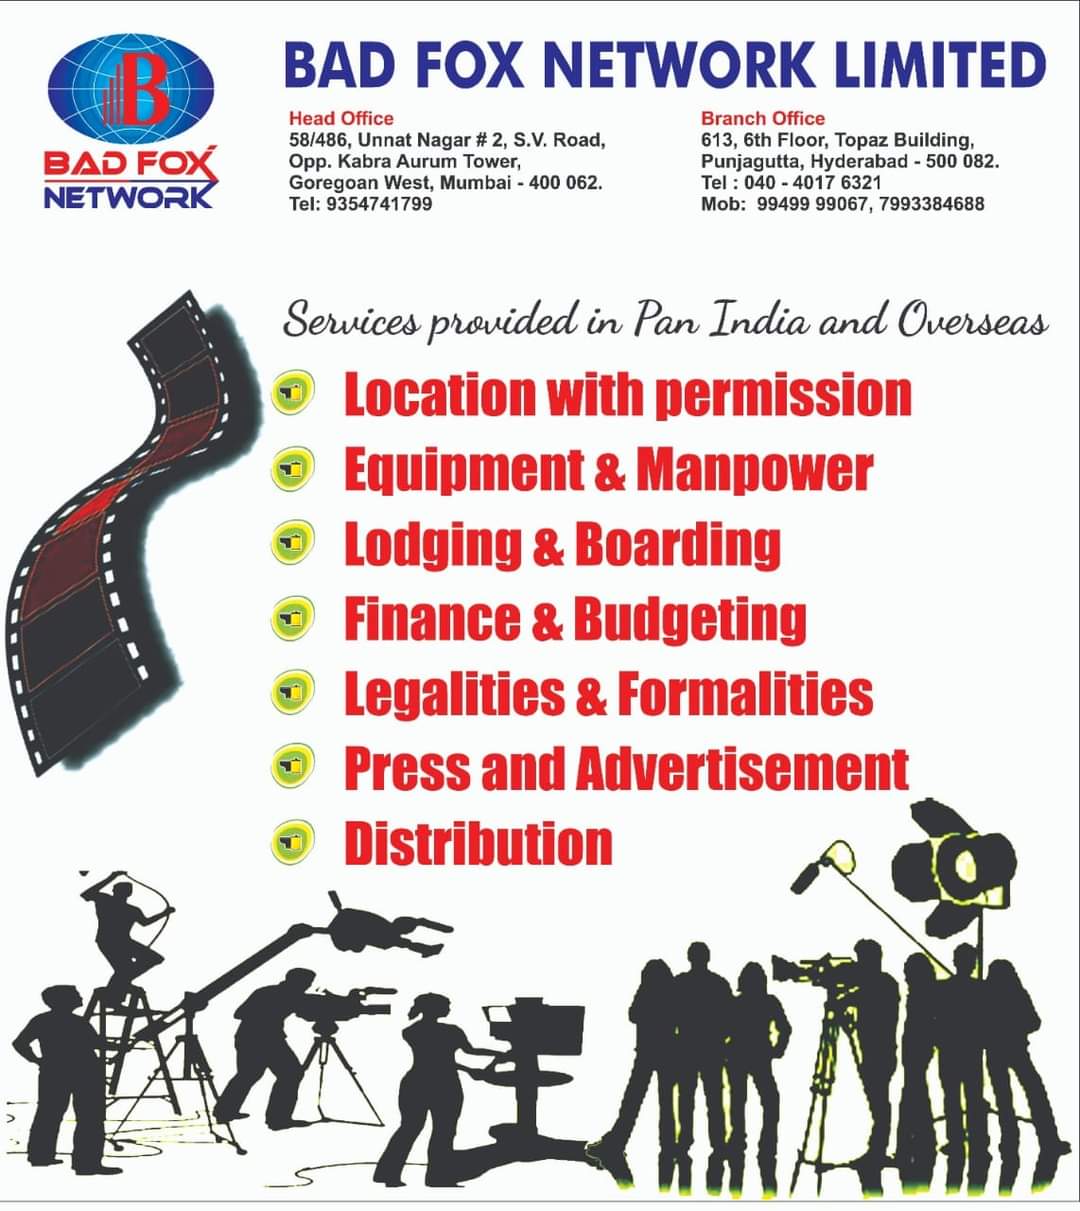 B
BAD FOX
NETWORK
BAD FOX NETWORK LIMITED
Head Office
58/486, Unnat Nagar # 2, S.V. Road,
Opp. Kabra Aurum Tower,
Goregoan West, Mumbai - 400 062.
Tel: 9354741799
Branch Office
613, 6th Floor, Topaz Building,
Punjagutta, Hyderabad - 500 082.
Tel : 040 - 4017 6321
Mob: 99499 99067, 7993384688
Services provided in Pan India and Overseas
Location with permission
Equipment & Manpower
Lodging & Boarding
Finance & Budgeting
Legalities & Formalities
Press and Advertisement
Distribution